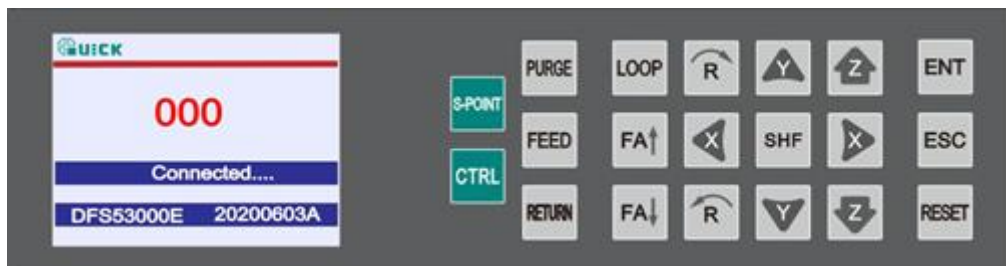 QUICK
000
Connected....
DFS53000E 20200603A
S-POINT
CTRL
PURGE LOOP R Y Z ENT
FEED FA↑ X SHF X ESC
RETURN FA↓ R Y Z RESET